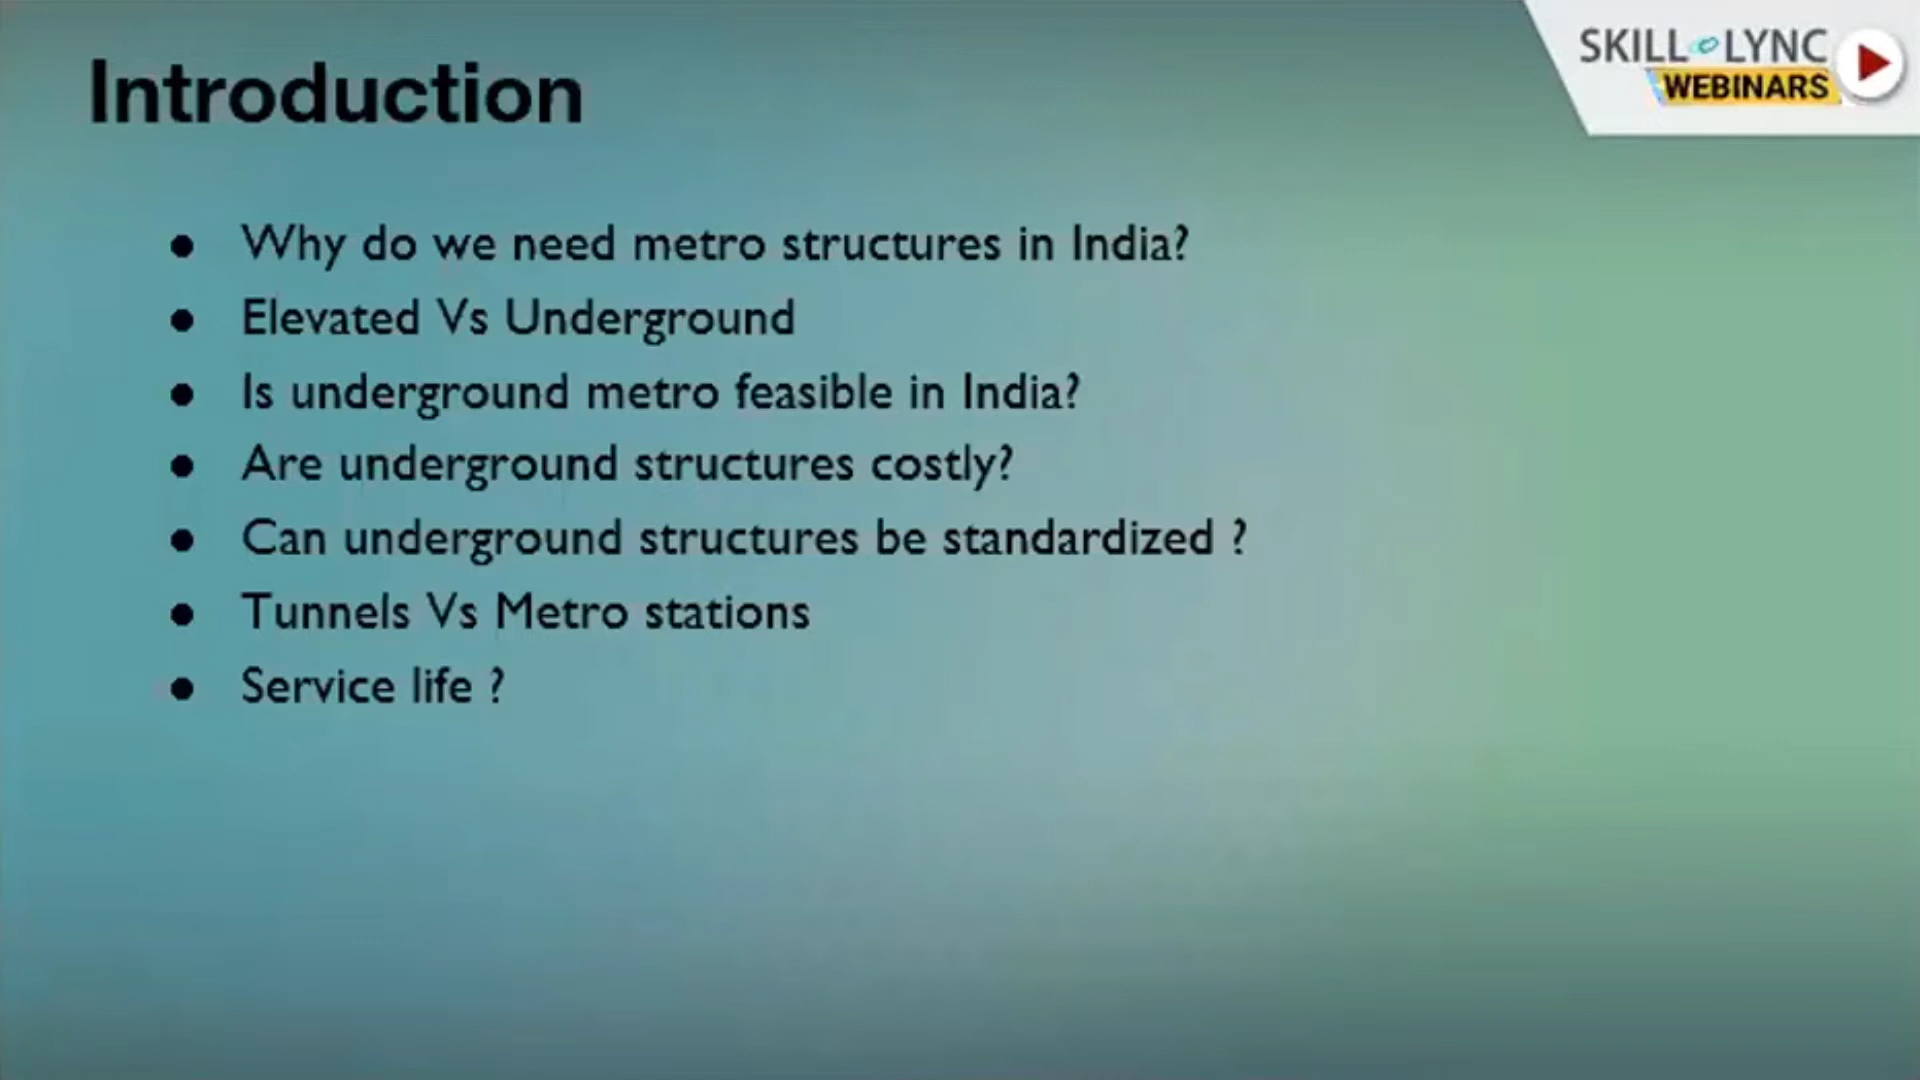 Introduction
SKILL LYNC
WEBINARS
● Why do we need metro structures in India?
● Elevated Vs Underground
● Is underground metro feasible in India?
● Are underground structures costly?
● Can underground structures be standardized ?
● Tunnels Vs Metro stations
● Service life ?